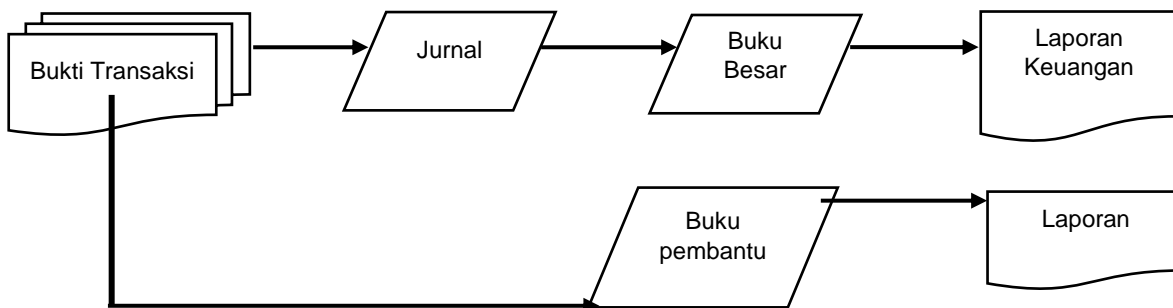 Bukti Transaksi
Jurnal
Buku
Besar
Laporan
Keuangan
Buku
pembantu
Laporan